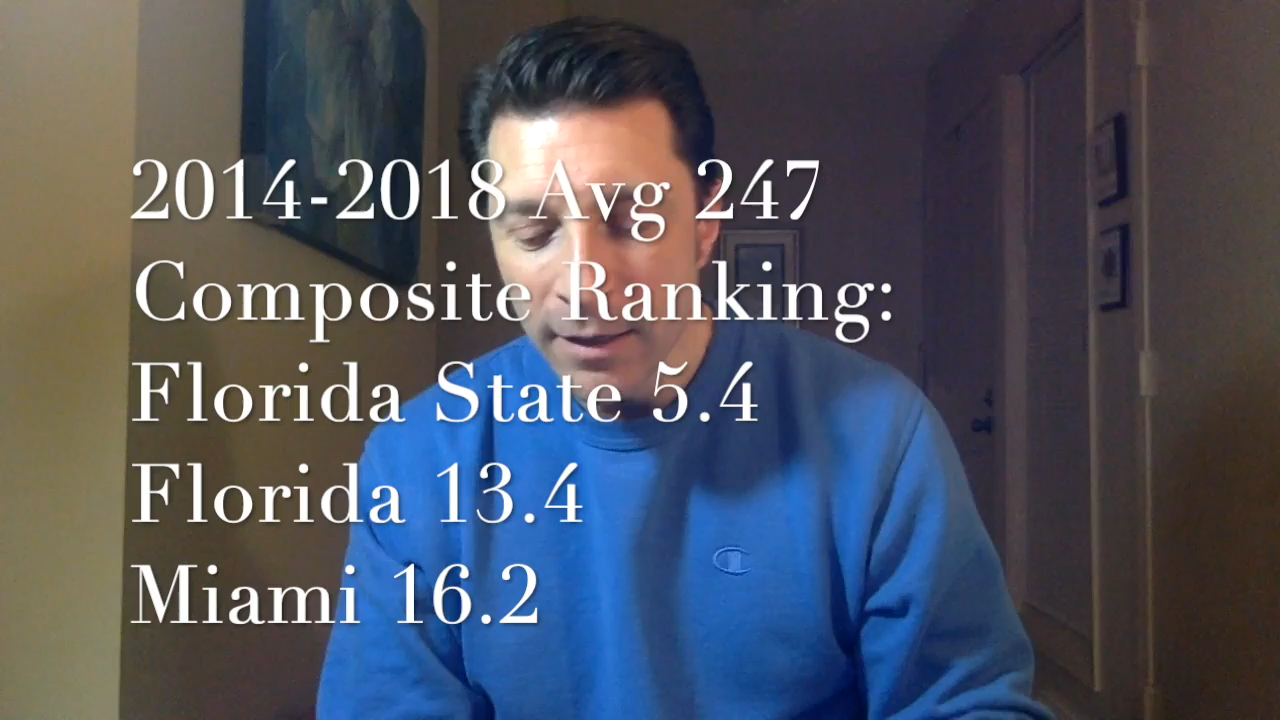 2014-2018 Avg 247
Composite Ranking:
Florida State 5.4
Florida 13.4
Miami 16.2